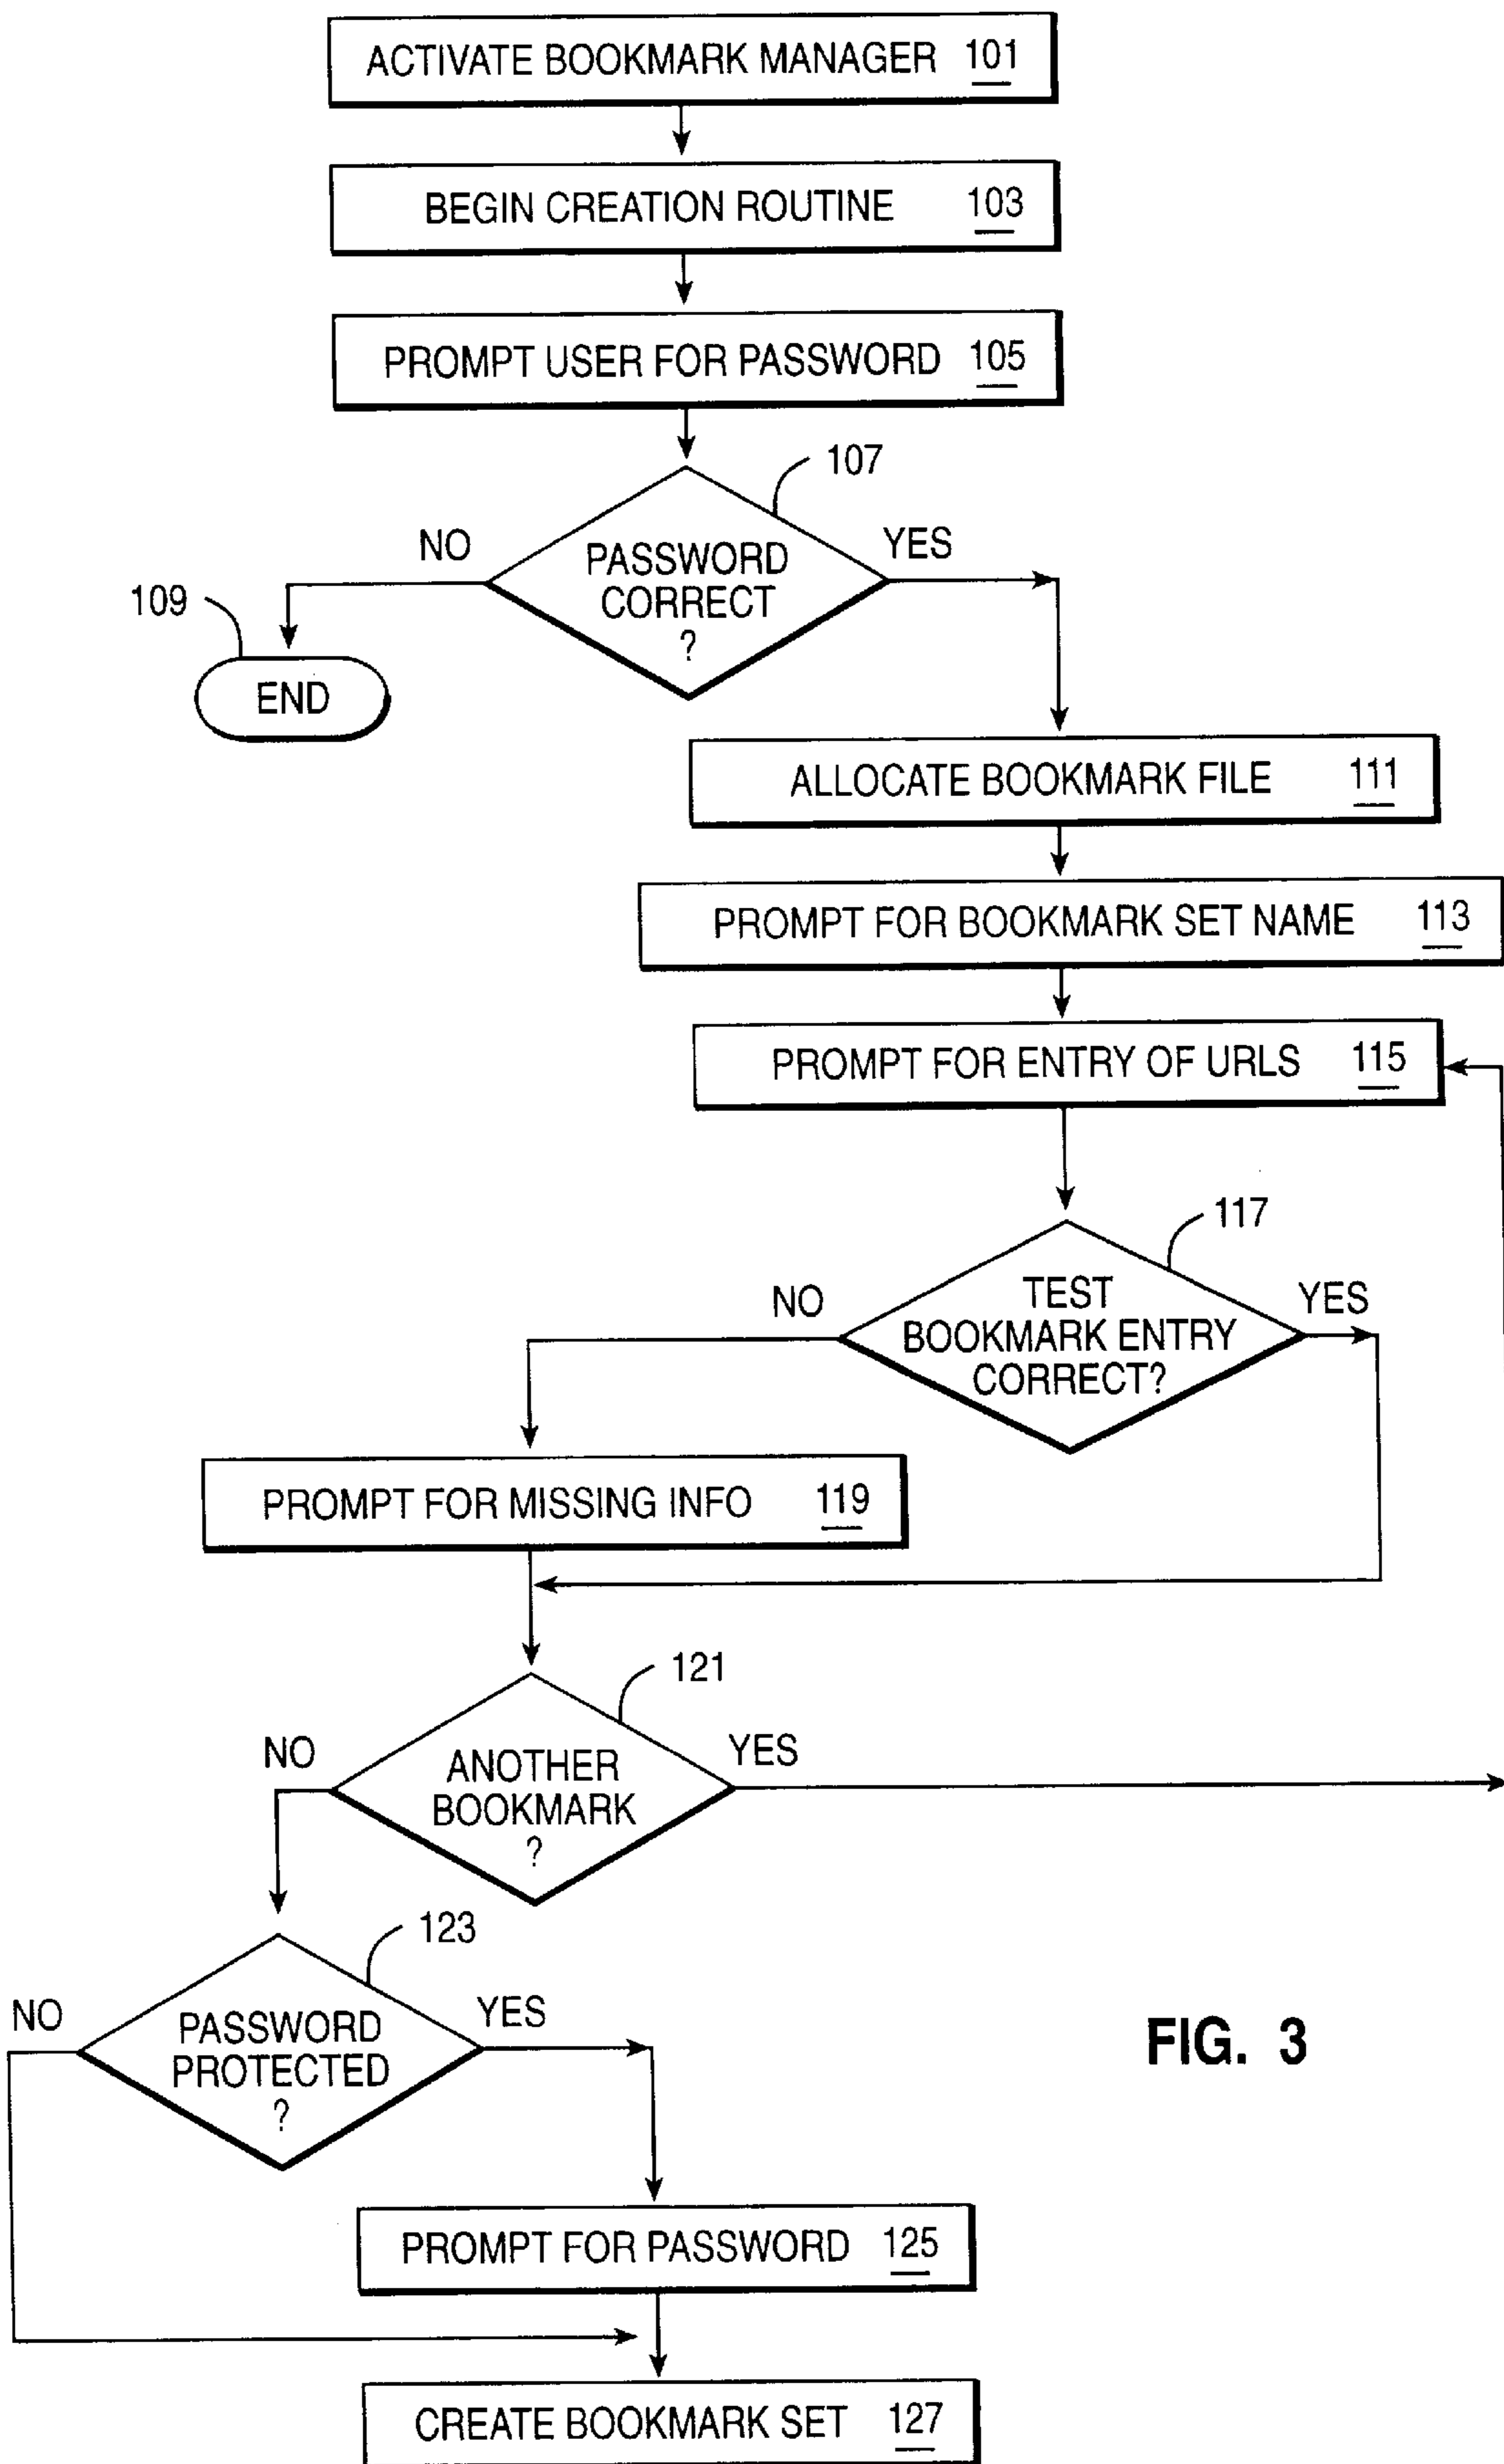 ACTIVATE BOOKMARK MANAGER 101
BEGIN CREATION ROUTINE 103
PROMPT USER FOR PASSWORD 105
107
NO
YES
PASSWORD
CORRECT
?
109
END
ALLOCATE BOOKMARK FILE 111
PROMPT FOR BOOKMARK SET NAME 113
PROMPT FOR ENTRY OF URLS 115
117
NO
YES
TEST
BOOKMARK ENTRY
CORRECT?
PROMPT FOR MISSING INFO 119
121
NO
YES
ANOTHER
BOOKMARK
?
123
NO
YES
PASSWORD
PROTECTED
?
FIG. 3
PROMPT FOR PASSWORD 125
CREATE BOOKMARK SET 127